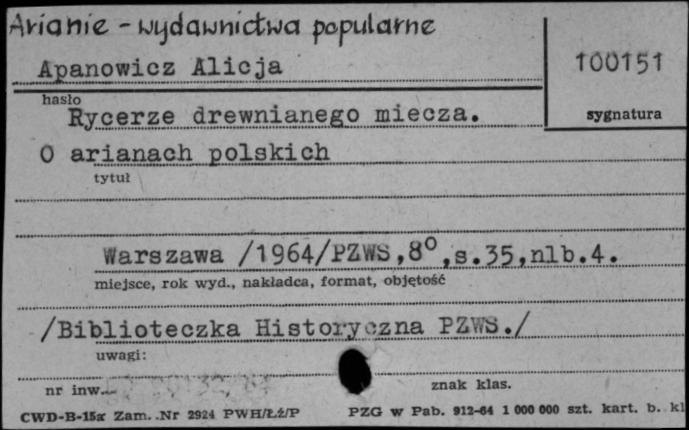 Arianie - wydawnictwa popularne
Apanowicz Alicja
100151
hasło
sygnatura
Rycerze drewnianego miecza.
O arianach polskich
tytuł
Warszawa /1964/PZWS,8°,s.35,nlb.4.
miejsce, rok wyd., nakładca, format, objętość
/Biblioteczka Historyczna PZWS./
uwagi:
nr inw.
znak klas.
CWD-B-15x Zam. Nr 2924 PWH/Łź/P PZG w Pab. 912-64 1 000 000 szt. kart. b. kl